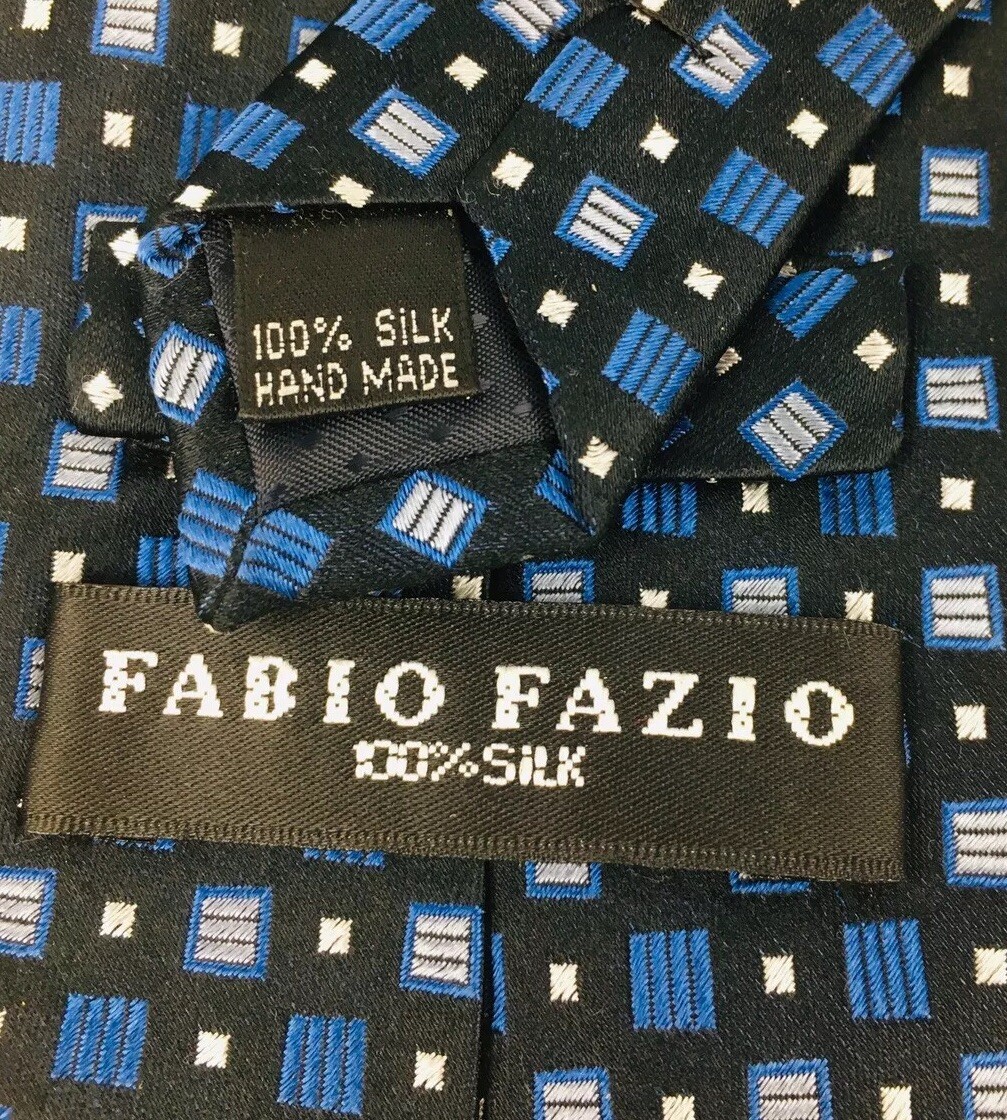 100% SiLK
HAND MADE
FABIO FAZIO
100% SiLK